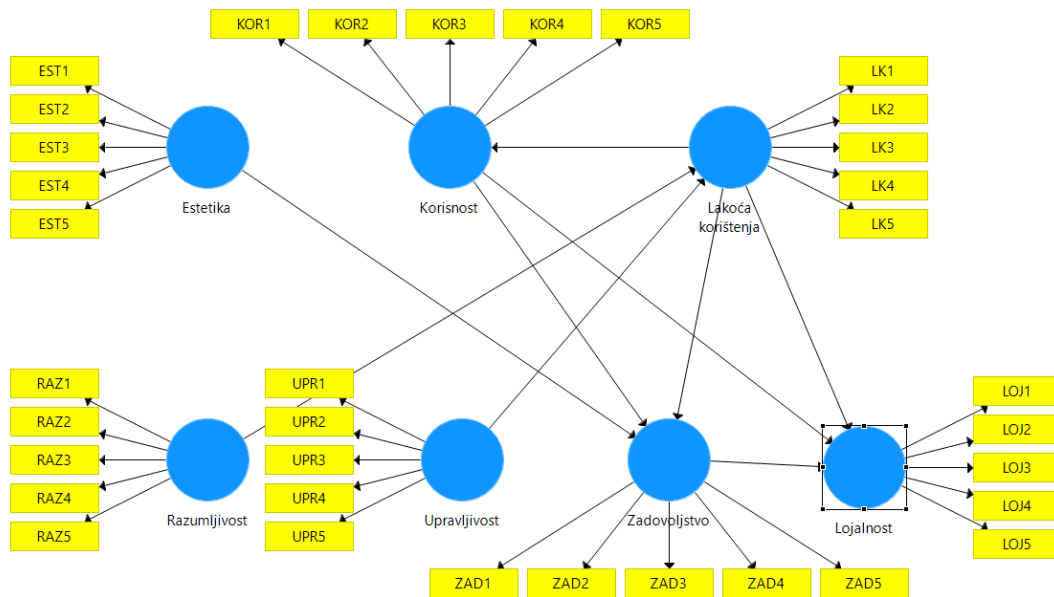 KOR1
KOR2
KOR3
KOR4
KOR5
EST1
EST2
EST3
EST4
EST5
Estetika
Korisnost
LK1
LK2
LK3
LK4
LK5
Lakoća
korištenja
RAZ1
RAZ2
RAZ3
RAZ4
RAZ5
Razumljivost
UPR1
UPR2
UPR3
UPR4
UPR5
Upravljivost
Zadovoljstvo
ZAD1
ZAD2
ZAD3
ZAD4
ZAD5
Lojalnost
LOJ1
LOJ2
LOJ3
LOJ4
LOJ5